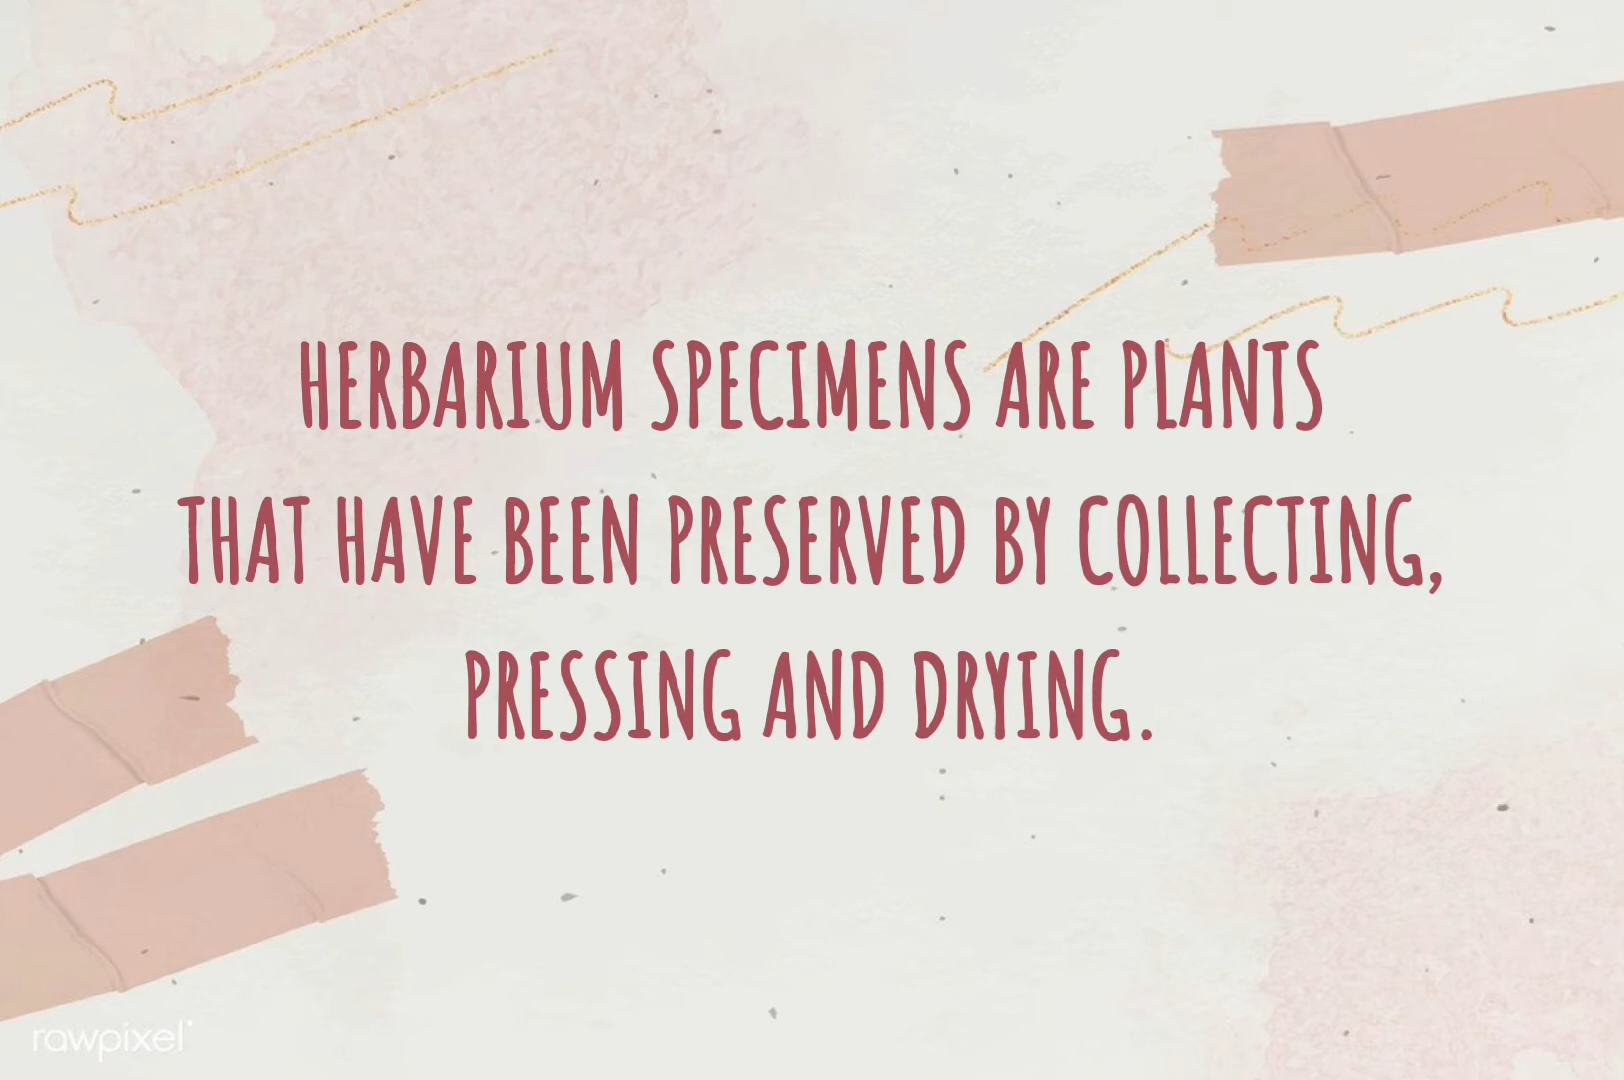 HERBARIUM SPECIMENS ARE PLANTS
THAT HAVE BEEN PRESERVED BY COLLECTING,
PRESSING AND DRYING.
rawpixel